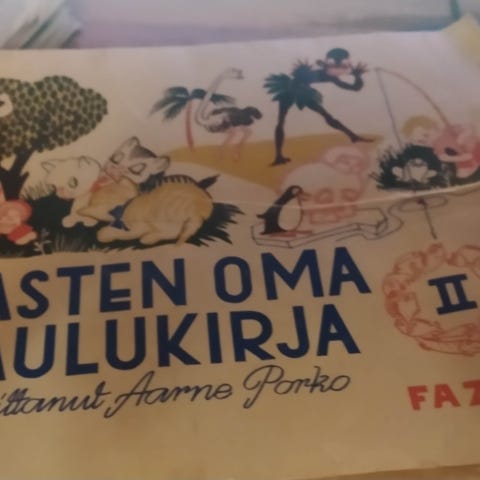 ASTEN OMA
AULUKIRJA
ittanut Aarne Porko
II
FAZ